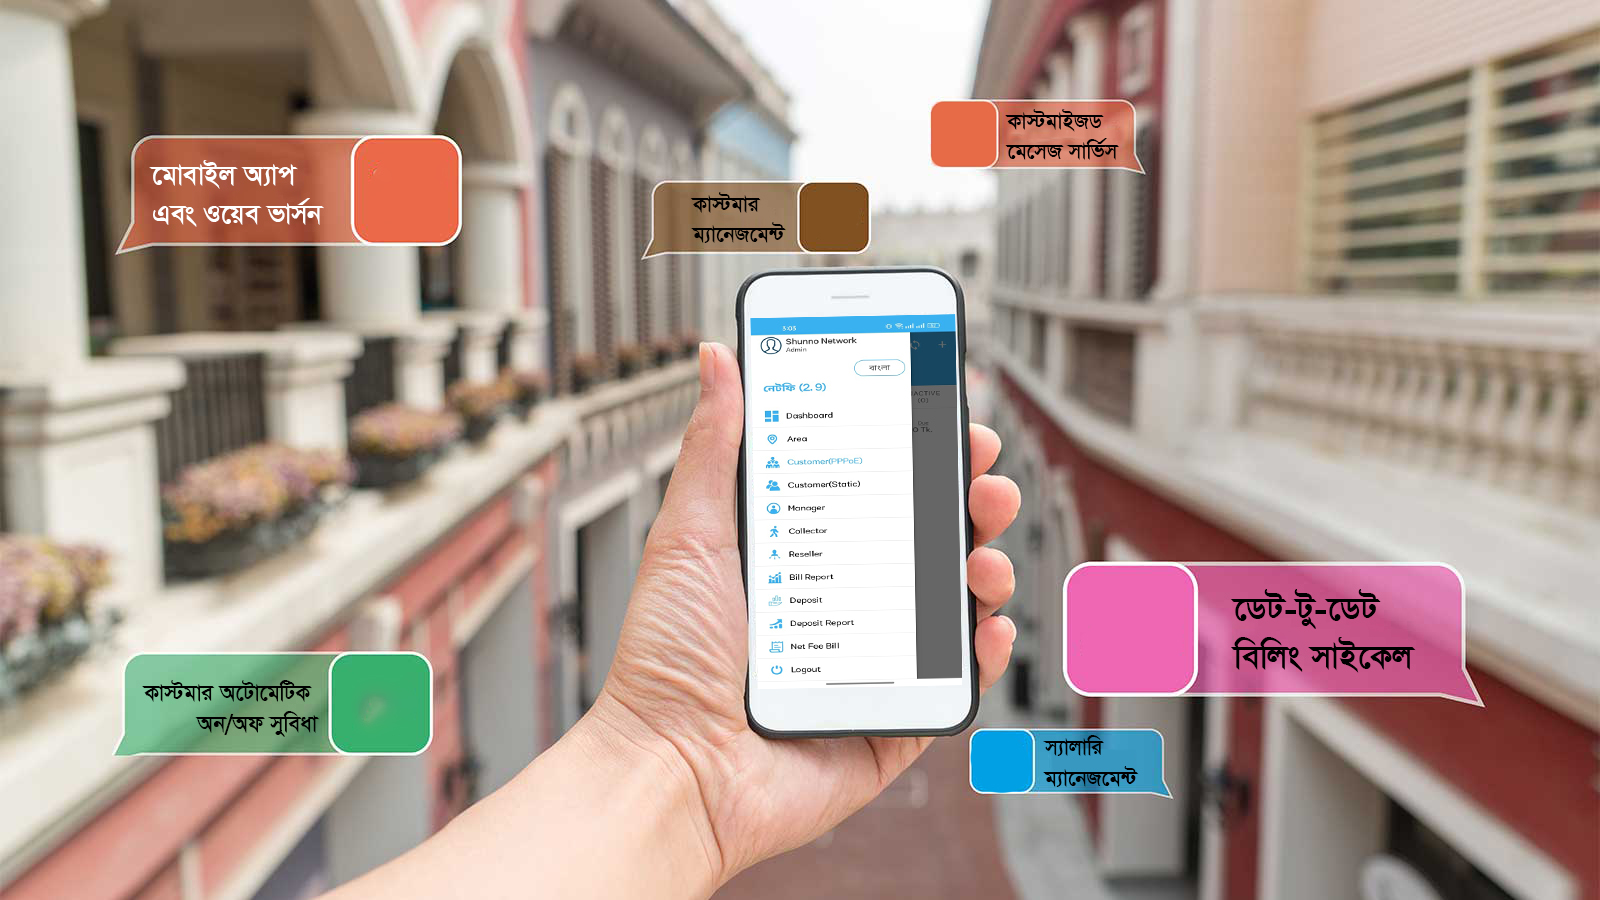 কাস্টমাইজড
মেসেজ সার্ভিস
মোবাইল অ্যাপ
এবং ওয়েব ভার্সন
কাস্টমার
ম্যানেজমেন্ট
3:03
Shunno Network
Admin
বাংলা
নেটফি (2.9)
Dashboard
Area
Customer(PPPoE)
Customer(Static)
Manager
Collector
Reseller
Bill Report
Deposit
Deposit Report
Net Fee Bill
Logout
ডেট-টু-ডেট
বিলিং সাইকেল
কাস্টমার অটোমেটিক
অন/অফ সুবিধা
স্যালারি
ম্যানেজমেন্ট